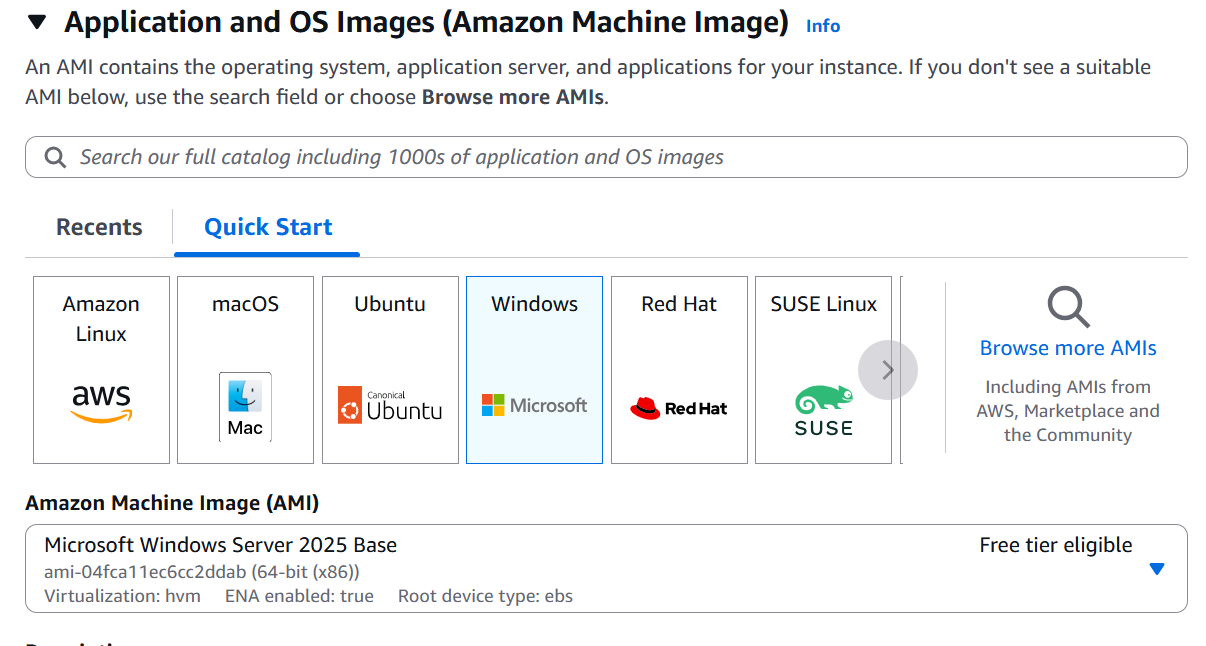 Application and OS Images (Amazon Machine Image) Info
An AMI contains the operating system, application server, and applications for your instance. If you don't see a suitable
AMI below, use the search field or choose Browse more AMIs.
Search our full catalog including 1000s of application and OS images
Recents
Quick Start
Amazon
Linux
aws
macOS
Mac
Ubuntu
Canonical
Ubuntu
Windows
Microsoft
Red Hat
Red Hat
SUSE Linux
SUSE
Browse more AMIs
Including AMIs from
AWS, Marketplace and
the Community
Amazon Machine Image (AMI)
Microsoft Windows Server 2025 Base
Free tier eligible
ami-04fca11ec6cc2ddab (64-bit (x86))
Virtualization: hvm ENA enabled: true Root device type: ebs